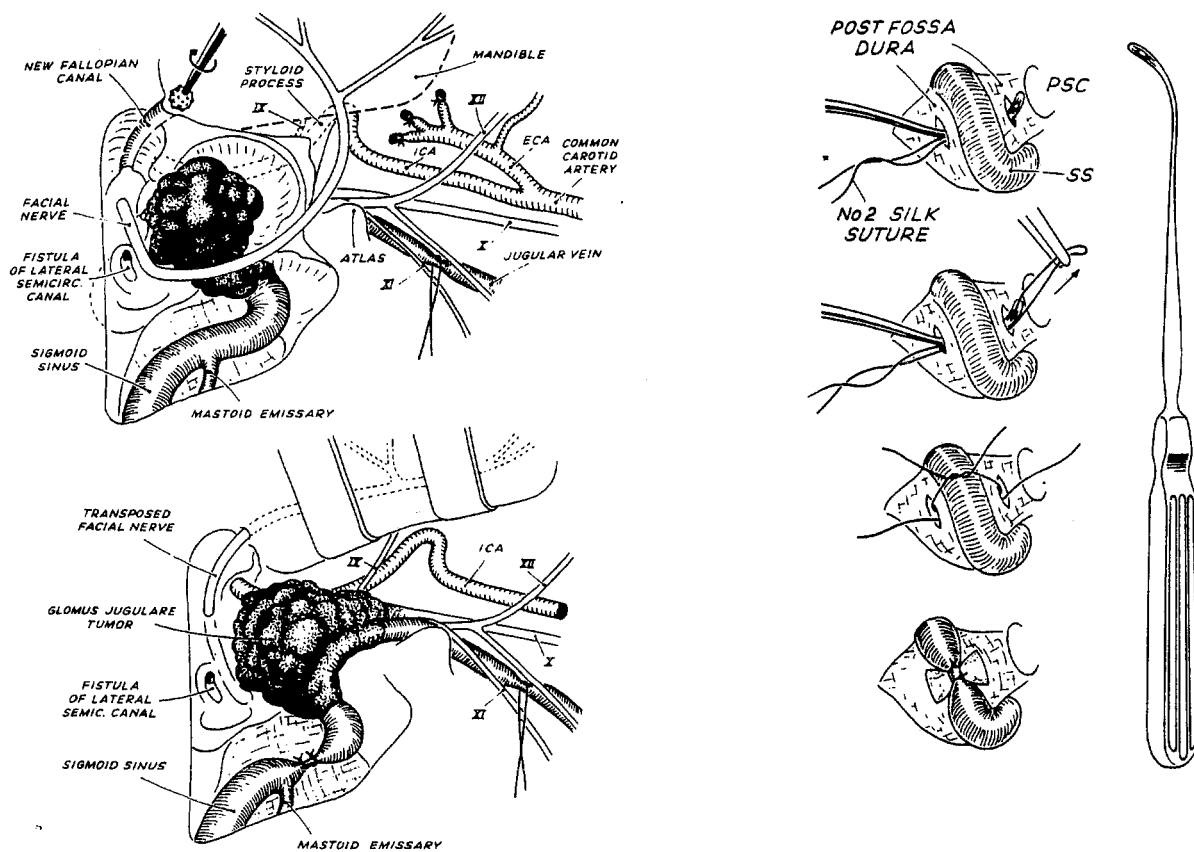 NEW FALLOPIAN
CANAL
STYLOID
PROCESS
MANDIBLE
IX
XII
ICA
ECA
COMMON
CAROTID
ARTERY
FACIAL
NERVE
FISTULA
OF LATERAL
SEMICIRC.
CANAL
ATLAS
X
XI
JUGULAR VEIN
SIGMOID
SINUS
MASTOID EMISSARY
TRANSPOSED
FACIAL NERVE
IX
ICA
XII
GLOMUS JUGULARE
TUMOR
X
FISTULA
OF LATERAL
SEMIC. CANAL
XI
SIGMOID SINUS
MASTOID EMISSARY
POST FOSSA
DURA
PSC
SS
No 2 SILK
SUTURE